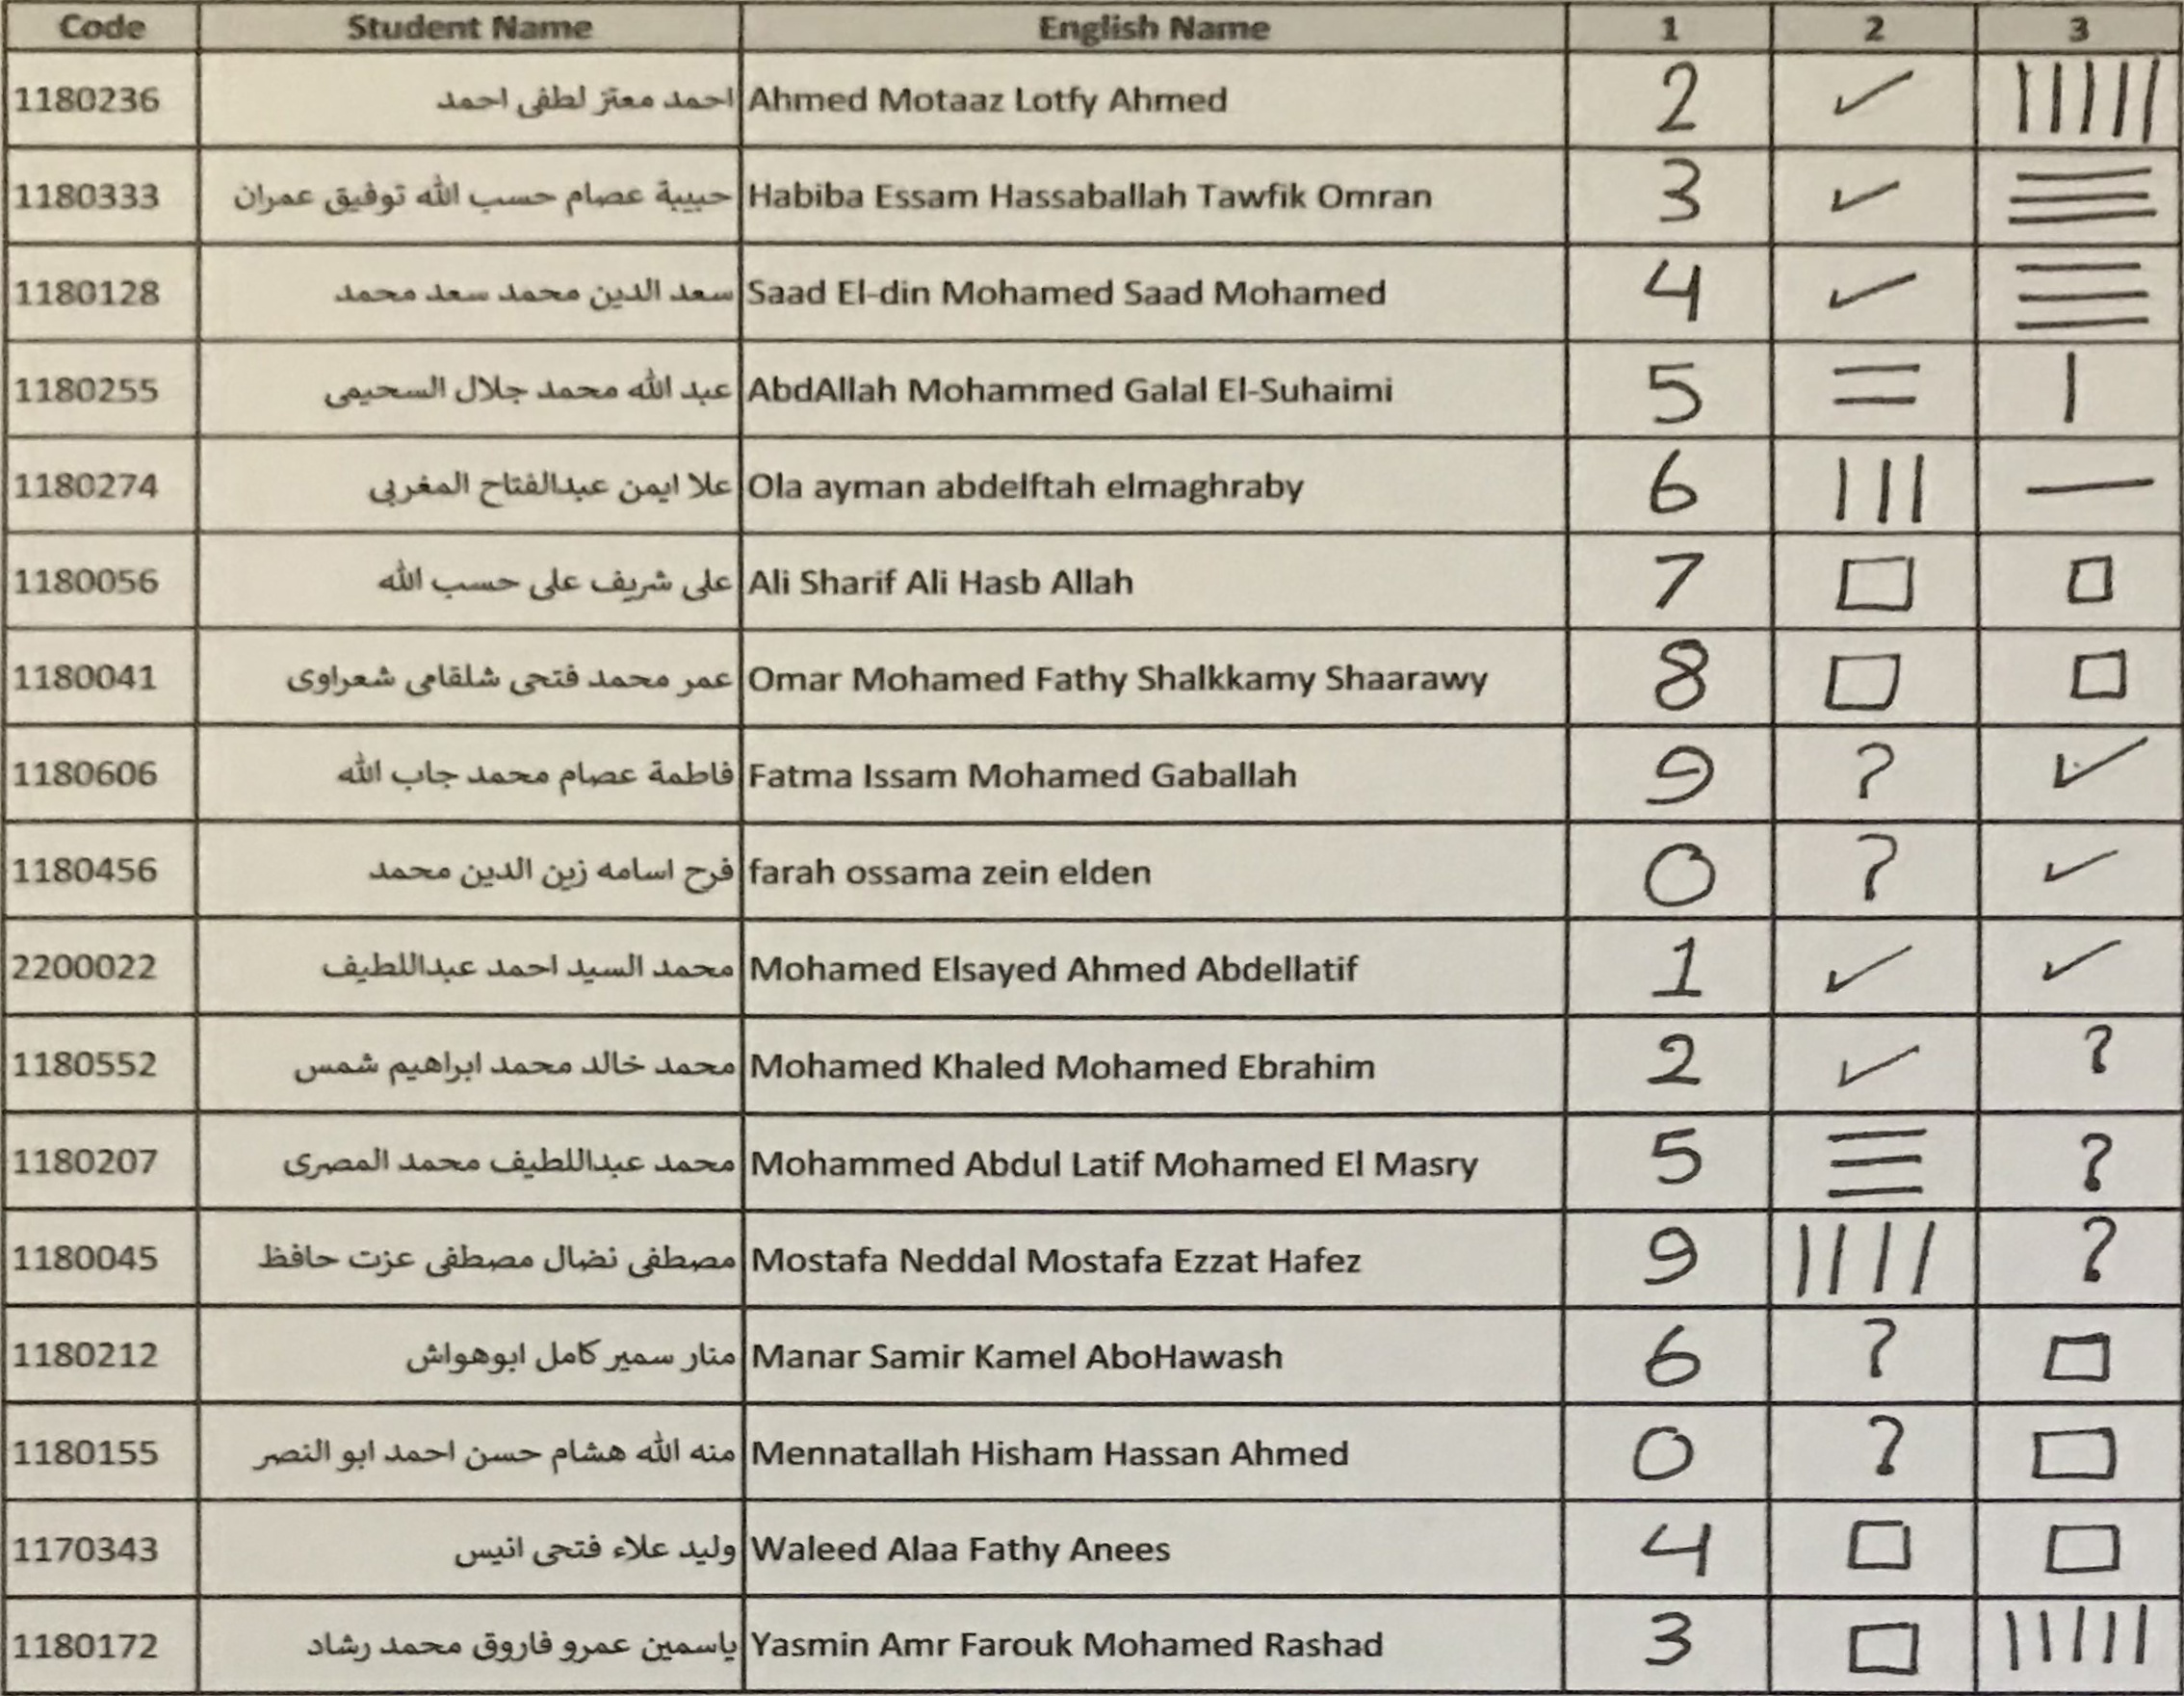 Code Student Name English Name 1 2 3
1180236 احمد معتز لطفى احمد Ahmed Motaaz Lotfy Ahmed 2 ✓ |||||
1180333 حبيبة عصام حسب الله توفيق عمران Habiba Essam Hassaballah Tawfik Omran 3 ✓ ☰
1180128 سعد الدين محمد سعد محمد Saad El-din Mohamed Saad Mohamed 4 ✓ ☰
1180255 عبد الله محمد جلال السحيمى AbdAllah Mohammed Galal El-Suhaimi 5 = |
1180274 علا ايمن عبدالفتاح المغربى Ola ayman abdelftah elmaghraby 6 ||| —
1180056 على شريف على حسب الله Ali Sharif Ali Hasb Allah 7 □ □
1180041 عمر محمد فتحى شلقامى شعراوى Omar Mohamed Fathy Shalkkamy Shaarawy 8 □ □
1180606 فاطمة عصام محمد جاب الله Fatma Issam Mohamed Gaballah 9 ? ✓
1180456 فرح اسامه زين الدين محمد farah ossama zein elden 0 ? ✓
2200022 محمد السيد احمد عبداللطيف Mohamed Elsayed Ahmed Abdellatif 1 ✓ ✓
1180552 محمد خالد محمد ابراهيم شمس Mohamed Khaled Mohamed Ebrahim 2 ✓ ?
1180207 محمد عبداللطيف محمد المصرى Mohammed Abdul Latif Mohamed El Masry 5 ☰ ?
1180045 مصطفى نضال مصطفى عزت حافظ Mostafa Neddal Mostafa Ezzat Hafez 9 |||| ?
1180212 منار سمير كامل ابوهواش Manar Samir Kamel AboHawash 6 ? □
1180155 منه الله هشام حسن احمد ابو النصر Mennatallah Hisham Hassan Ahmed 0 ? □
1170343 وليد علاء فتحى انيس Waleed Alaa Fathy Anees 4 □ □
1180172 ياسمين عمرو فاروق محمد رشاد Yasmin Amr Farouk Mohamed Rashad 3 □ |||||